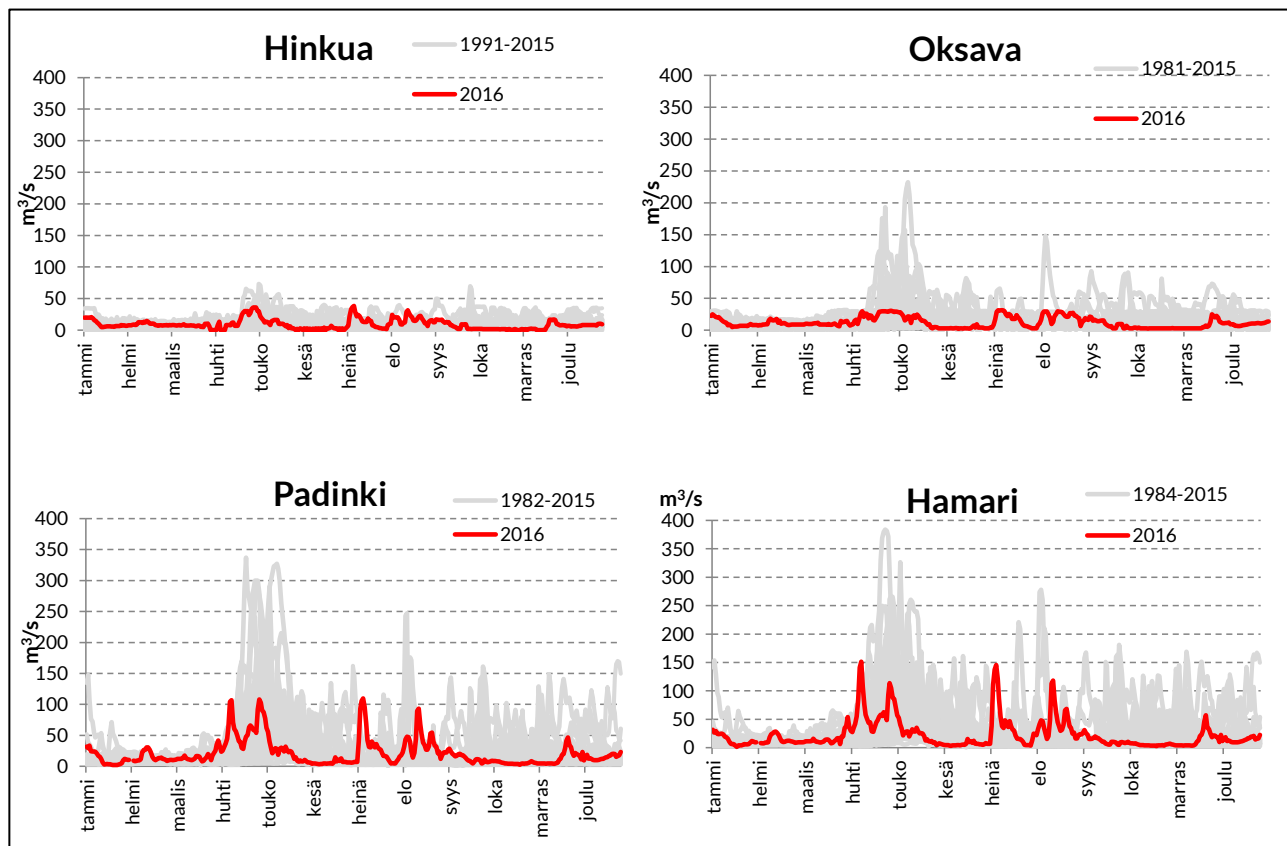 Hinkua
1991-2015
2016
400
350
300
250
200
150
100
50
0
m³/s
tammi
helmi
maalis
huhti
touko
kesä
heinä
elo
syys
loka
marras
joulu
Oksava
1981-2015
2016
400
350
300
250
200
150
100
50
0
m³/s
tammi
helmi
maalis
huhti
touko
kesä
heinä
elo
syys
loka
marras
joulu
Padinki
1982-2015
2016
400
350
300
250
200
150
100
50
0
m³/s
tammi
helmi
maalis
huhti
touko
kesä
heinä
elo
syys
loka
marras
joulu
m³/s
Hamari
1984-2015
2016
400
350
300
250
200
150
100
50
0
tammi
helmi
maalis
huhti
touko
kesä
heinä
elo
syys
loka
marras
joulu